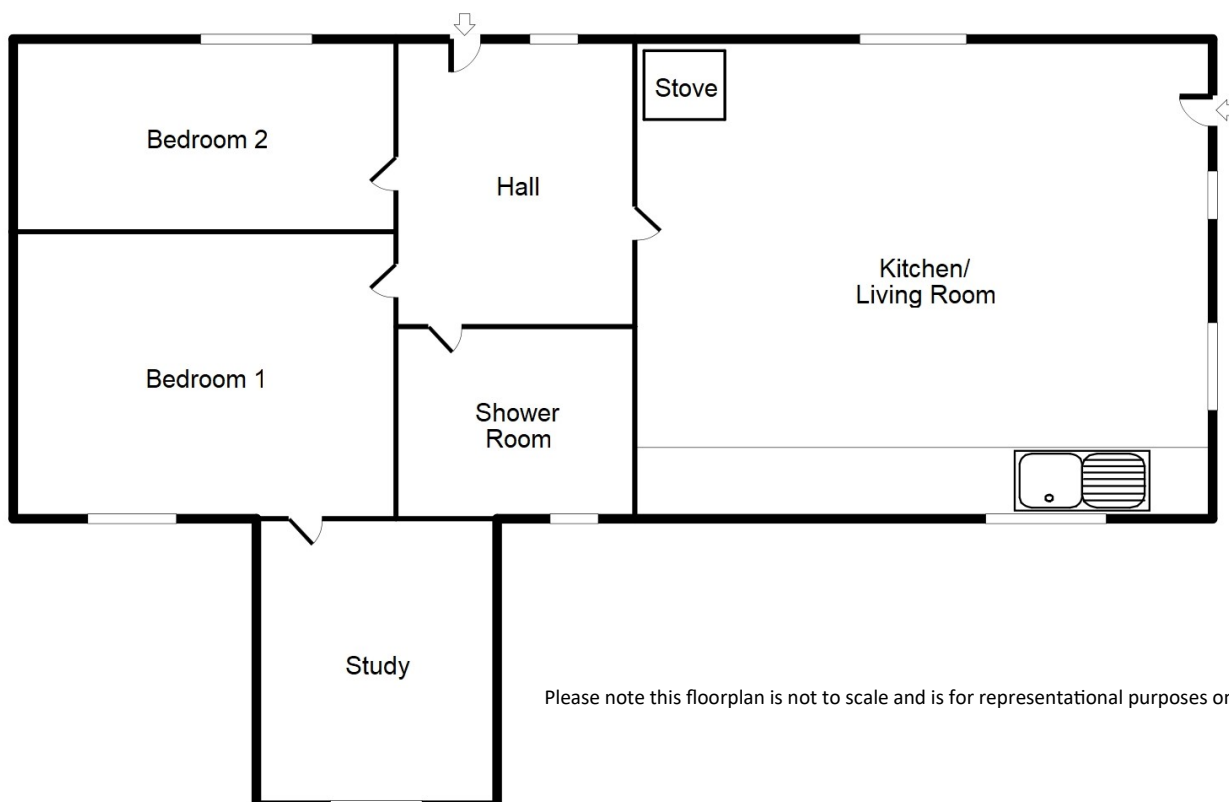 Bedroom 2
Hall
Stove
Kitchen/
Living Room
Bedroom 1
Shower
Room
Study
Please note this floorplan is not to scale and is for representational purposes